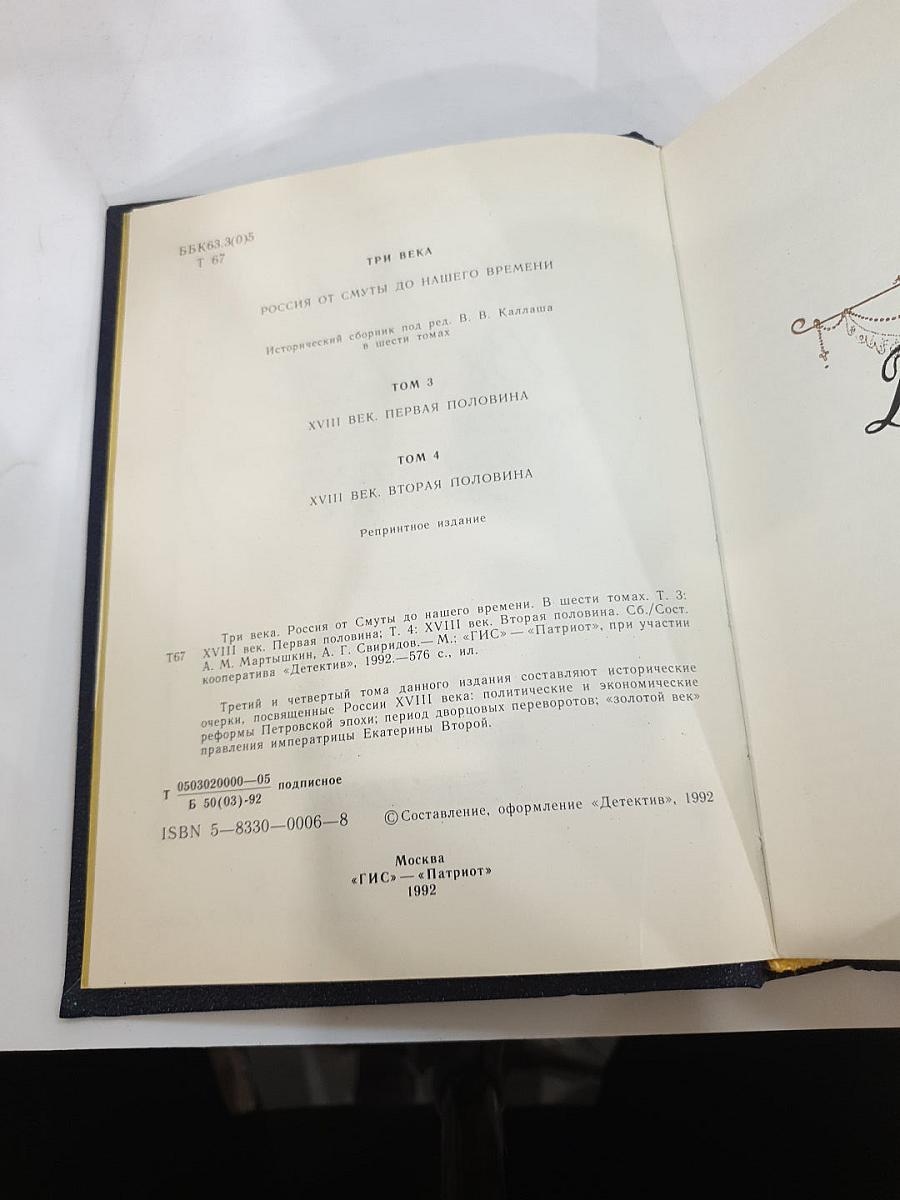 ББК63.3(0)5
Т 67
ТРИ ВЕКА
РОССИЯ ОТ СМУТЫ ДО НАШЕГО ВРЕМЕНИ
Исторический сборник под ред. В. В. Каллаша
в шести томах
ТОМ 3
XVIII ВЕК. ПЕРВАЯ ПОЛОВИНА
ТОМ 4
XVIII ВЕК. ВТОРАЯ ПОЛОВИНА
Репринтное издание
Три века. Россия от Смуты до нашего времени. В шести томах. Т. 3:
Т67 XVIII век. Первая половина; Т. 4: XVIII век. Вторая половина. Сб./Сост.
А. М. Мартышкин, А. Г. Свиридов.— М.; «ГИС» — «Патриот», при участии
кооператива «Детектив», 1992.—576 с., ил.
Третий и четвертый тома данного издания составляют исторические
очерки, посвященные России XVIII века: политические и экономические
реформы Петровской эпохи; период дворцовых переворотов; «золотой век»
правления императрицы Екатерины Второй.
Т 0503020000—05 подписное
Б 50(03)-92
ISBN 5—8330—0006—8 ©Составление, оформление «Детектив», 1992
Москва
«ГИС» — «Патриот»
1992